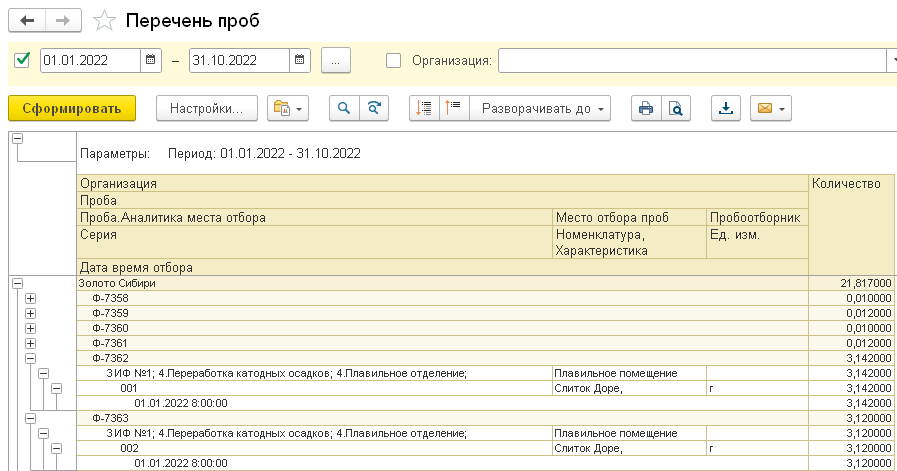 Перечень проб
01.01.2022 – 31.10.2022 ... Организация:
Сформировать Настройки... Разворачивать до
Параметры: Период: 01.01.2022 - 31.10.2022
Организация Количество
Проба
Проба.Аналитика места отбора Место отбора проб Пробоотборник
Серия Номенклатура, Ед. изм.
Характеристика
Дата время отбора
Золото Сибири 21,817000
Ф-7358 0,010000
Ф-7359 0,012000
Ф-7360 0,010000
Ф-7361 0,012000
Ф-7362 3,142000
ЗИФ №1; 4.Переработка катодных осадков; 4.Плавильное отделение; Плавильное помещение 3,142000
001 Слиток Доре, г 3,142000
01.01.2022 8:00:00 3,142000
Ф-7363 3,120000
ЗИФ №1; 4.Переработка катодных осадков; 4.Плавильное отделение; Плавильное помещение 3,120000
002 Слиток Доре, г 3,120000
01.01.2022 8:00:00 3,120000